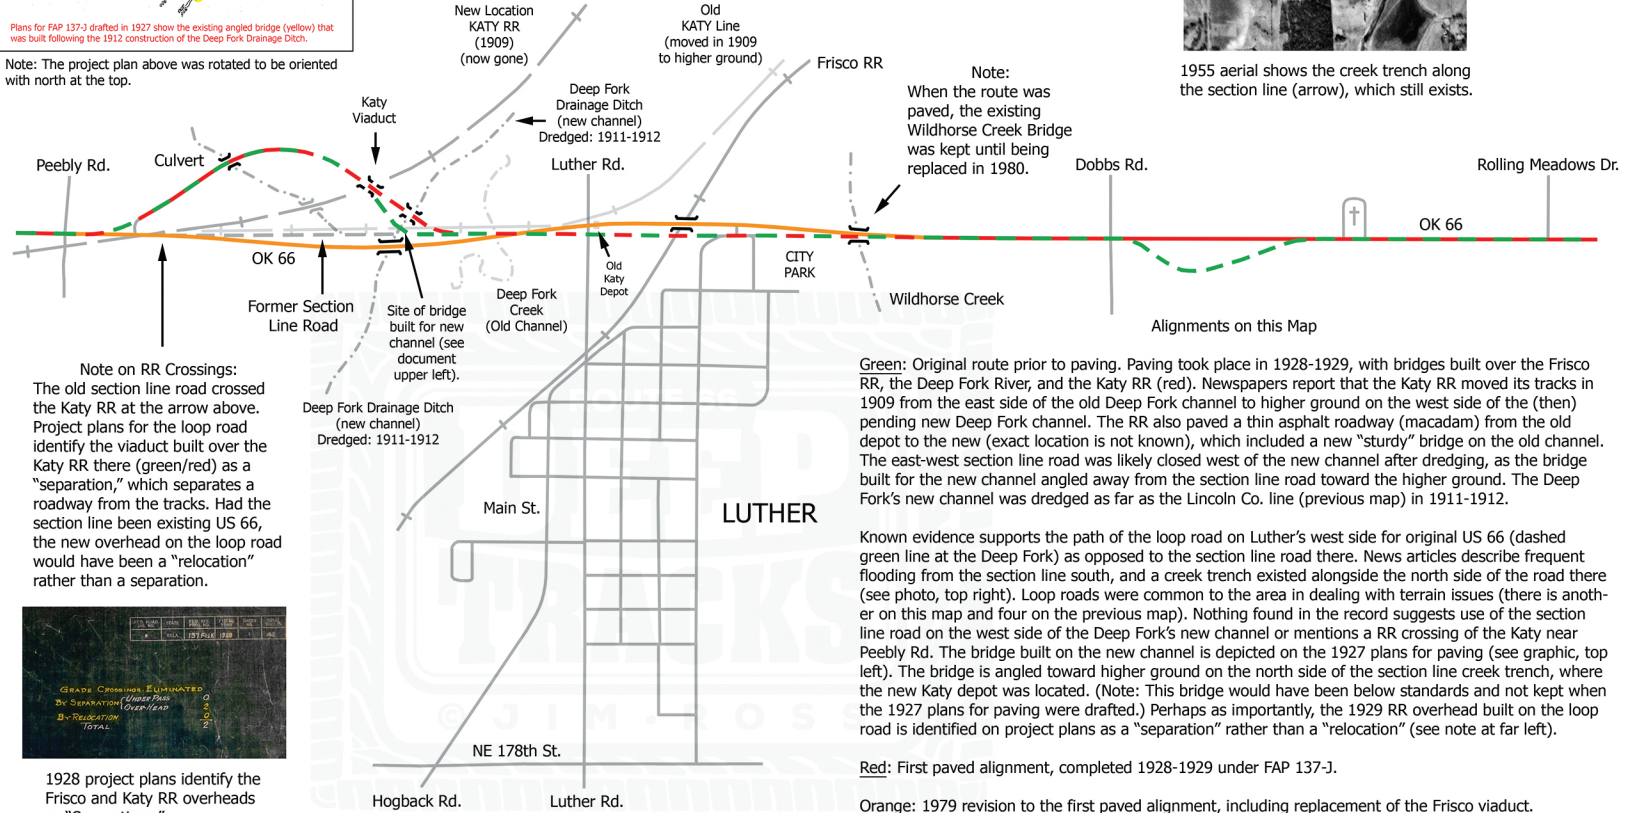 Plans for FAP 137-J drafted in 1927 show the existing angled bridge (yellow) that
was built following the 1912 construction of the Deep Fork Drainage Ditch.
Note: The project plan above was rotated to be oriented
with north at the top.
New Location
KATY RR
(1909)
(now gone)
Old
KATY Line
(moved in 1909
to higher ground)
Frisco RR
1955 aerial shows the creek trench along
the section line (arrow), which still exists.
Note:
When the route was
paved, the existing
Wildhorse Creek Bridge
was kept until being
replaced in 1980.
Deep Fork
Drainage Ditch
(new channel)
Dredged: 1911-1912
Katy
Viaduct
Peebly Rd.
Culvert
Luther Rd.
Dobbs Rd.
Rolling Meadows Dr.
OK 66
OK 66
CITY
PARK
Old
Katy
Depot
Former Section
Line Road
Site of bridge
built for new
channel (see
document
upper left).
Deep Fork
Creek
(Old Channel)
Wildhorse Creek
Alignments on this Map
Note on RR Crossings:
The old section line road crossed
the Katy RR at the arrow above.
Project plans for the loop road
identify the viaduct built over the
Katy RR there (green/red) as a
“separation,” which separates a
roadway from the tracks. Had the
section line been existing US 66,
the new overhead on the loop road
would have been a “relocation”
rather than a separation.
Deep Fork Drainage Ditch
(new channel)
Dredged: 1911-1912
Green: Original route prior to paving. Paving took place in 1928-1929, with bridges built over the Frisco
RR, the Deep Fork River, and the Katy RR (red). Newspapers report that the Katy RR moved its tracks in
1909 from the east side of the old Deep Fork channel to higher ground on the west side of the (then)
pending new Deep Fork channel. The RR also paved a thin asphalt roadway (macadam) from the old
depot to the new (exact location is not known), which included a new “sturdy” bridge on the old channel.
The east-west section line road was likely closed west of the new channel after dredging, as the bridge
built for the new channel angled away from the section line road toward the higher ground. The Deep
Fork’s new channel was dredged as far as the Lincoln Co. line (previous map) in 1911-1912.
Known evidence supports the path of the loop road on Luther’s west side for original US 66 (dashed
green line at the Deep Fork) as opposed to the section line road there. News articles describe frequent
flooding from the section line south, and a creek trench existed alongside the north side of the road there
(see photo, top right). Loop roads were common to the area in dealing with terrain issues (there is anoth-
er on this map and four on the previous map). Nothing found in the record suggests use of the section
line road on the west side of the Deep Fork’s new channel or mentions a RR crossing of the Katy near
Peebly Rd. The bridge built on the new channel is depicted on the 1927 plans for paving (see graphic, top
left). The bridge is angled toward higher ground on the north side of the section line creek trench, where
the new Katy depot was located. (Note: This bridge would have been below standards and not kept when
the 1927 plans for paving were drafted.) Perhaps as importantly, the 1929 RR overhead built on the loop
road is identified on project plans as a “separation” rather than a “relocation” (see note at far left).
Red: First paved alignment, completed 1928-1929 under FAP 137-J.
Orange: 1979 revision to the first paved alignment, including replacement of the Frisco viaduct.
Main St.
LUTHER
ROUTE 66
DEEP
TRACKS
© JIM ROSS
NE 178th St.
Hogback Rd.
Luther Rd.
GRADE CROSSINGS ELIMINATED
BY SEPARATION { UNDER PASS 0
OVER-HEAD 2
BY RELOCATION 0
TOTAL 2
1928 project plans identify the
Frisco and Katy RR overheads